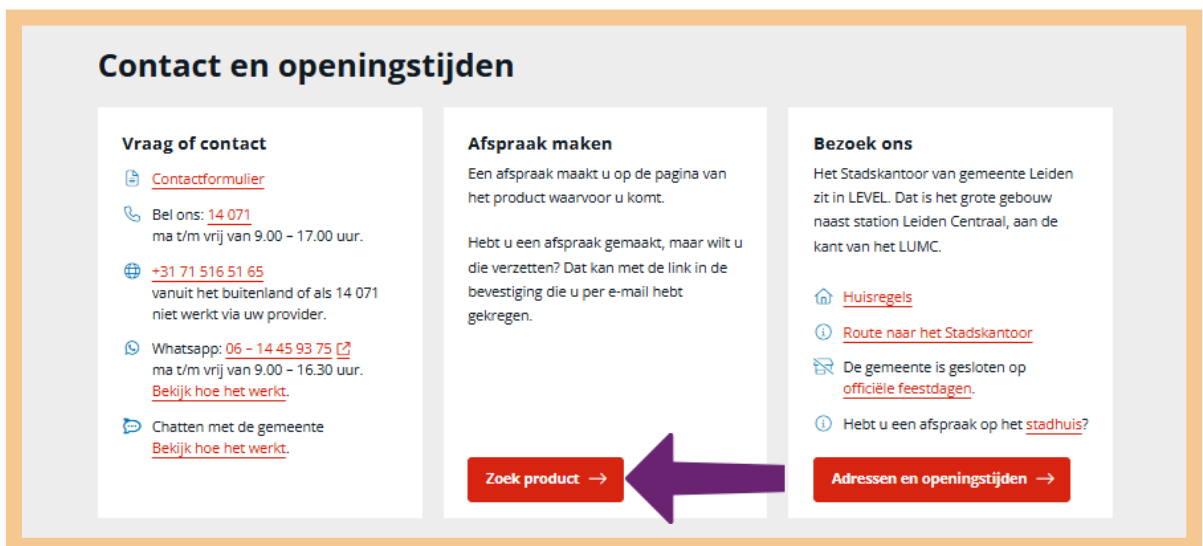 Contact en openingstijden
Vraag of contact
Contactformulier
Bel ons: 14 071
ma t/m vrij van 9.00 – 17.00 uur.
+31 71 516 51 65
vanuit het buitenland of als 14 071
niet werkt via uw provider.
Whatsapp: 06 – 14 45 93 75
ma t/m vrij van 9.00 – 16.30 uur.
Bekijk hoe het werkt.
Chatten met de gemeente
Bekijk hoe het werkt.
Afspraak maken
Een afspraak maakt u op de pagina van
het product waarvoor u komt.
Hebt u een afspraak gemaakt, maar wilt u
die verzetten? Dat kan met de link in de
bevestiging die u per e-mail hebt
gekregen.
Zoek product →
Bezoek ons
Het Stadskantoor van gemeente Leiden
zit in LEVEL. Dat is het grote gebouw
naast station Leiden Centraal, aan de
kant van het LUMC.
Huisregels
Route naar het Stadskantoor
De gemeente is gesloten op
officiële feestdagen.
Hebt u een afspraak op het stadhuis?
Adressen en openingstijden →